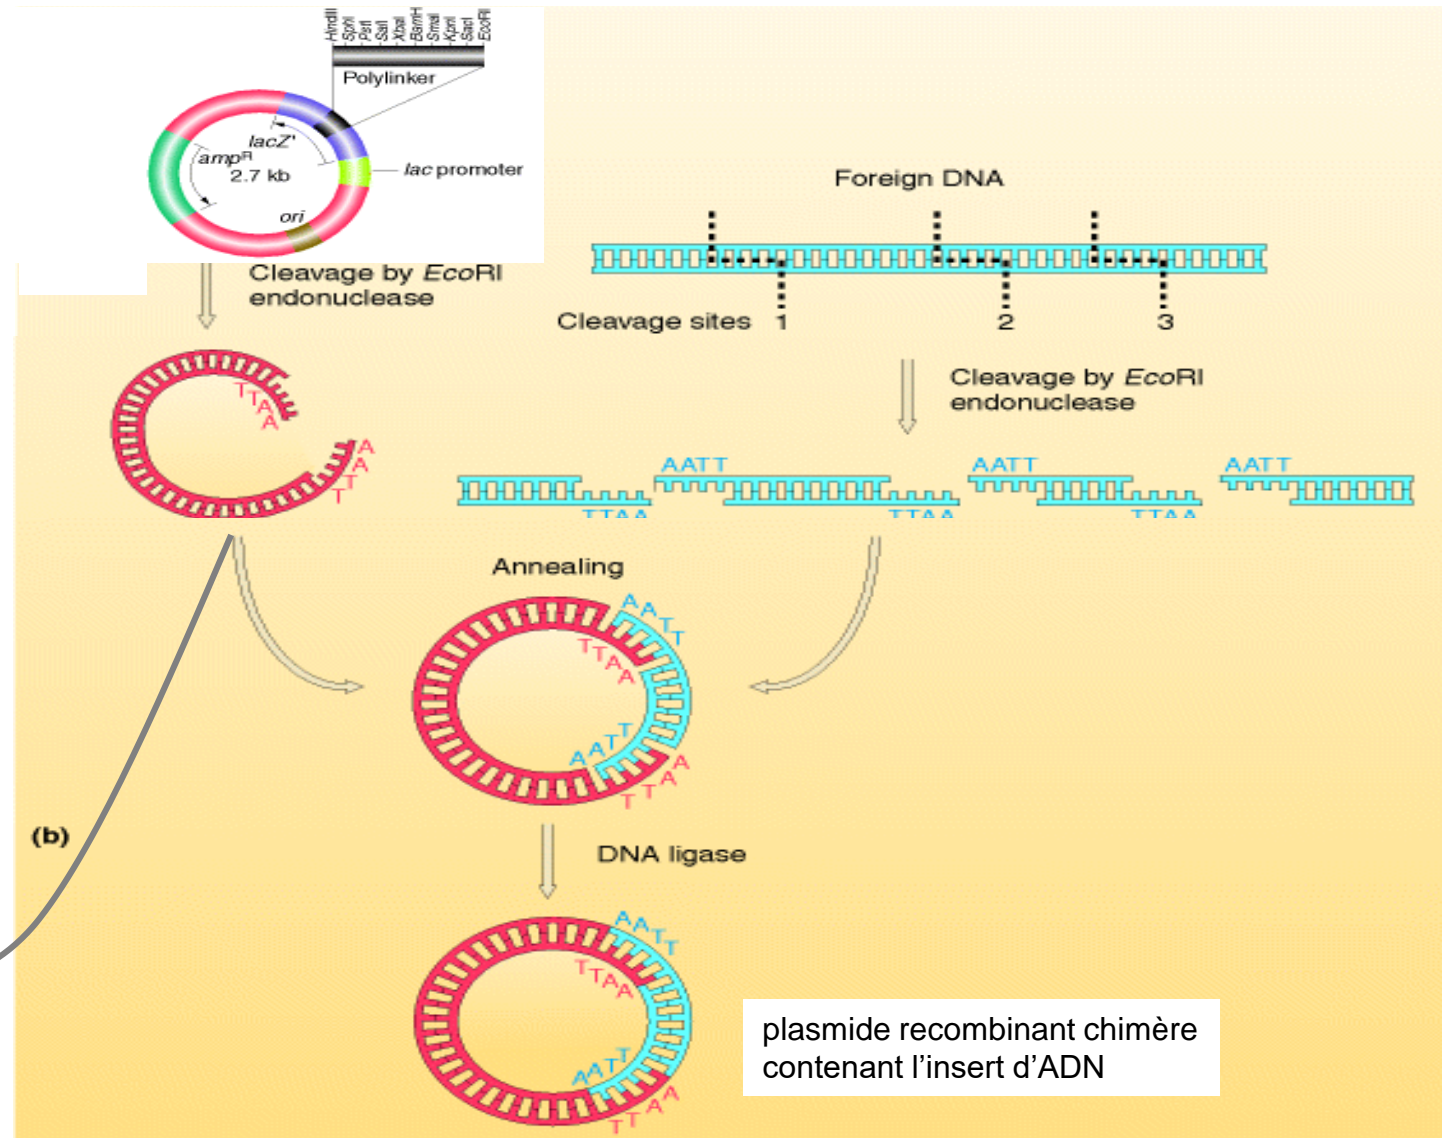 HindIII
SphI
PstI
SalI
XbaI
BamH
SmaI
KpnI
SacI
EcoRI
Polylinker
lacZ'
ampR
2.7 kb
lac promoter
ori
Foreign DNA
Cleavage by EcoRI
endonuclease
Cleavage sites 1 2 3
Cleavage by EcoRI
endonuclease
TTAA
AATT
AATT AATT AATT
TTAA TTAA TTAA
Annealing
AATT
TTAA
AATT
TTAA
(b)
DNA ligase
AATT
TTAA
AATT
TTAA
plasmide recombinant chimère
contenant l’insert d’ADN